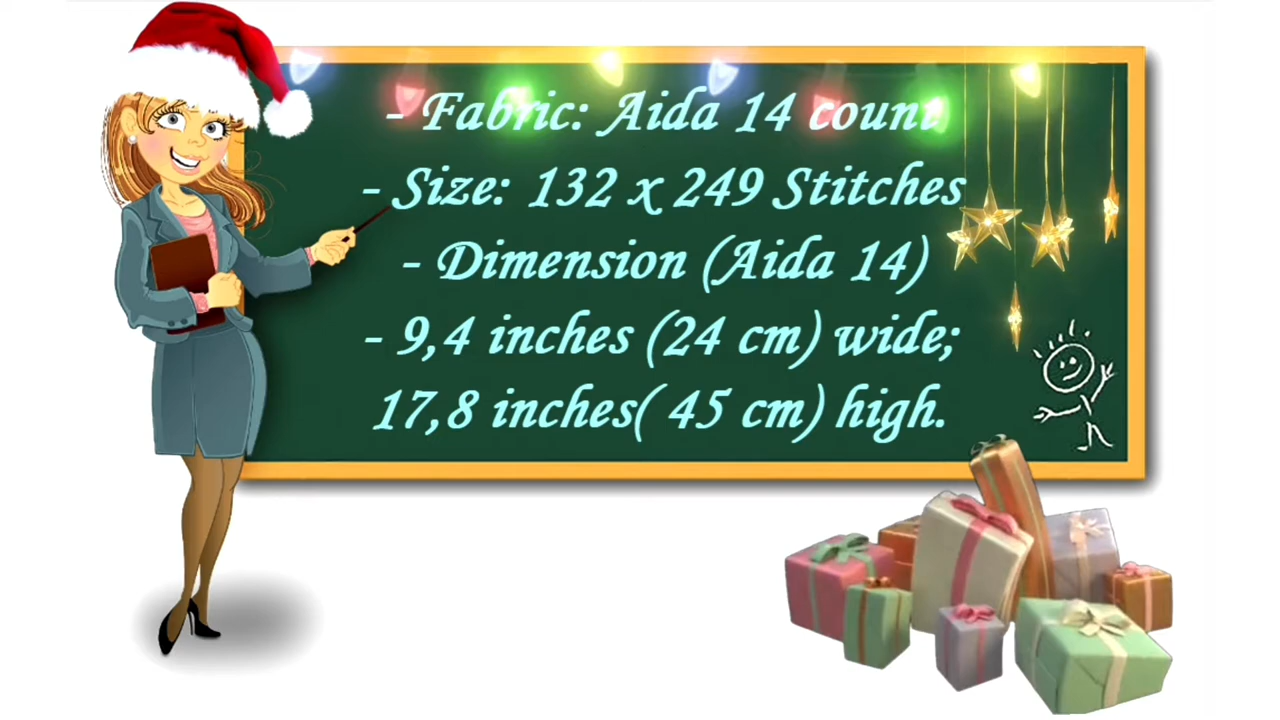 - Fabric: Aida 14 count
- Size: 132 x 249 Stitches
- Dimension (Aida 14)
- 9,4 inches (24 cm) wide;
17,8 inches( 45 cm) high.